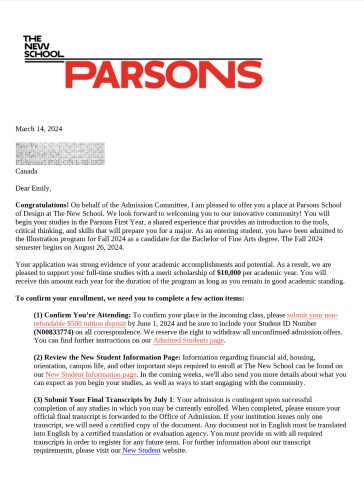 THE
NEW
SCHOOL
PARSONS
March 14, 2024
Canada
Dear Emily,
Congratulations! On behalf of the Admission Committee, I am pleased to offer you a place at Parsons School
of Design at The New School. We look forward to welcoming you to our innovative community! You will
begin your studies in the Parsons First Year, a shared experience that provides an introduction to the tools,
critical thinking, and skills that will prepare you for a major. As an entering student, you have been admitted
to the Illustration program for Fall 2024 as a candidate for the Bachelor of Fine Arts degree. The Fall 2024
semester begins on August 26, 2024.
Your application was strong evidence of your academic accomplishments and potential. As a result, we are
pleased to support your full-time studies with a merit scholarship of $10,000 per academic year. You will
receive this amount each year for the duration of the program as long as you remain in good academic standing.
To confirm your enrollment, we need you to complete a few action items:
(1) Confirm You're Attending: To confirm your place in the incoming class, please submit your non-
refundable $500 tuition deposit by June 1, 2024 and be sure to include your Student ID Number
(N00833774) on all correspondence. We reserve the right to withdraw all unconfirmed admission offers.
You can find further instructions on our Admitted Students page.
(2) Review the New Student Information Page: Information regarding financial aid, housing,
orientation, campus life, and other important steps required to enroll at The New School can be found on
our New Student Information page. In the coming weeks, we'll also send you more details about what you
can expect as you begin your studies, as well as ways to start engaging with the community.
(3) Submit Your Final Transcripts by July 1: Your admission is contingent upon successful
completion of any studies in which you may be currently enrolled. When complete, please ensure your
official final transcript is forwarded to the Office of Admission. If your institution issues only one
transcript, we will need a certified copy of the document. Any document not in English must be translated
into English by a certified translation or evaluation agency. You must provide us with all required
transcripts in order to register for any future term. For further information about our transcript
requirements, please visit our New Student website.